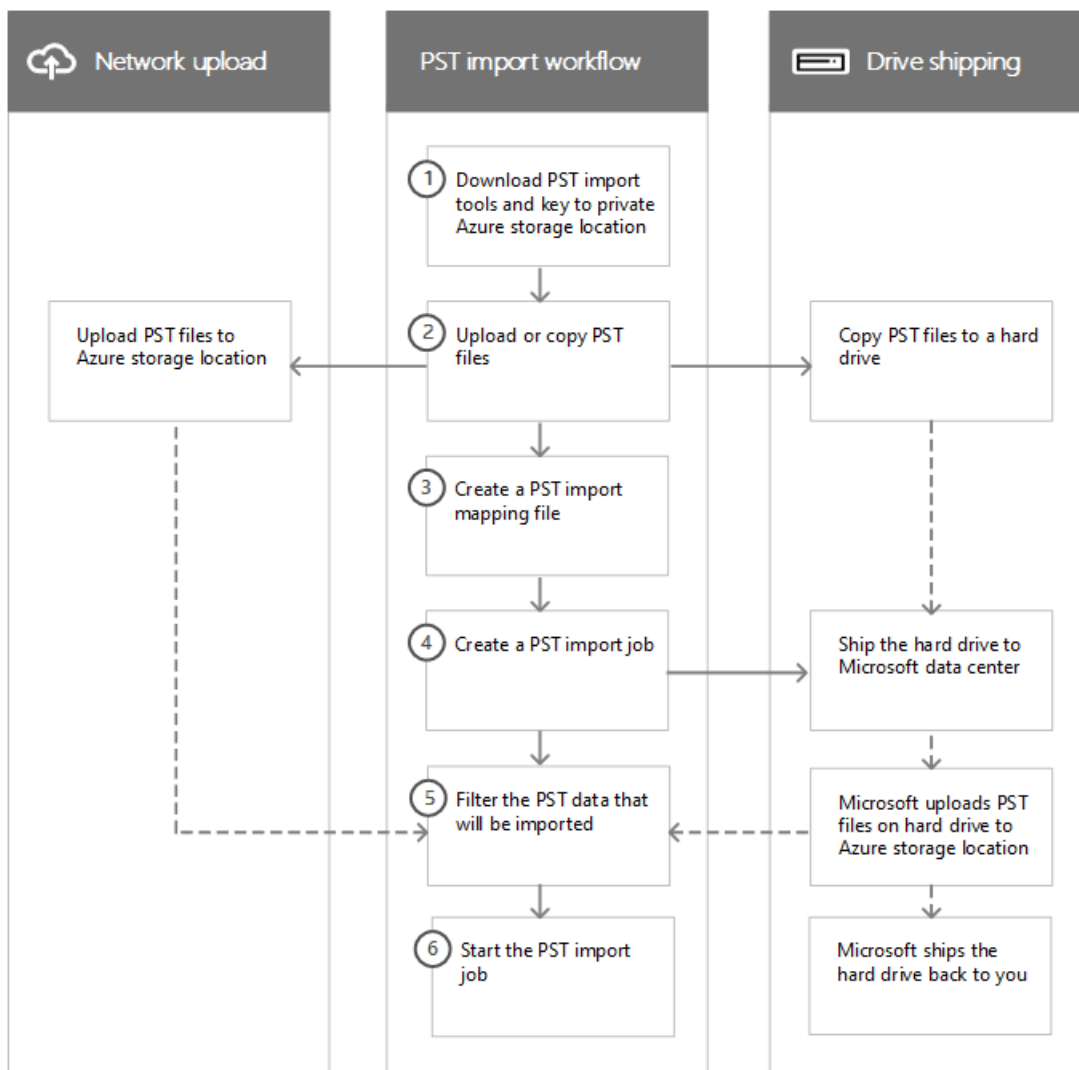 Network upload
PST import workflow
Drive shipping
1
Download PST import
tools and key to private
Azure storage location
Upload PST files to
Azure storage location
2
Upload or copy PST
files
Copy PST files to a hard
drive
3
Create a PST import
mapping file
4
Create a PST import job
Ship the hard drive to
Microsoft data center
5
Filter the PST data that
will be imported
Microsoft uploads PST
files on hard drive to
Azure storage location
6
Start the PST import
job
Microsoft ships the
hard drive back to you